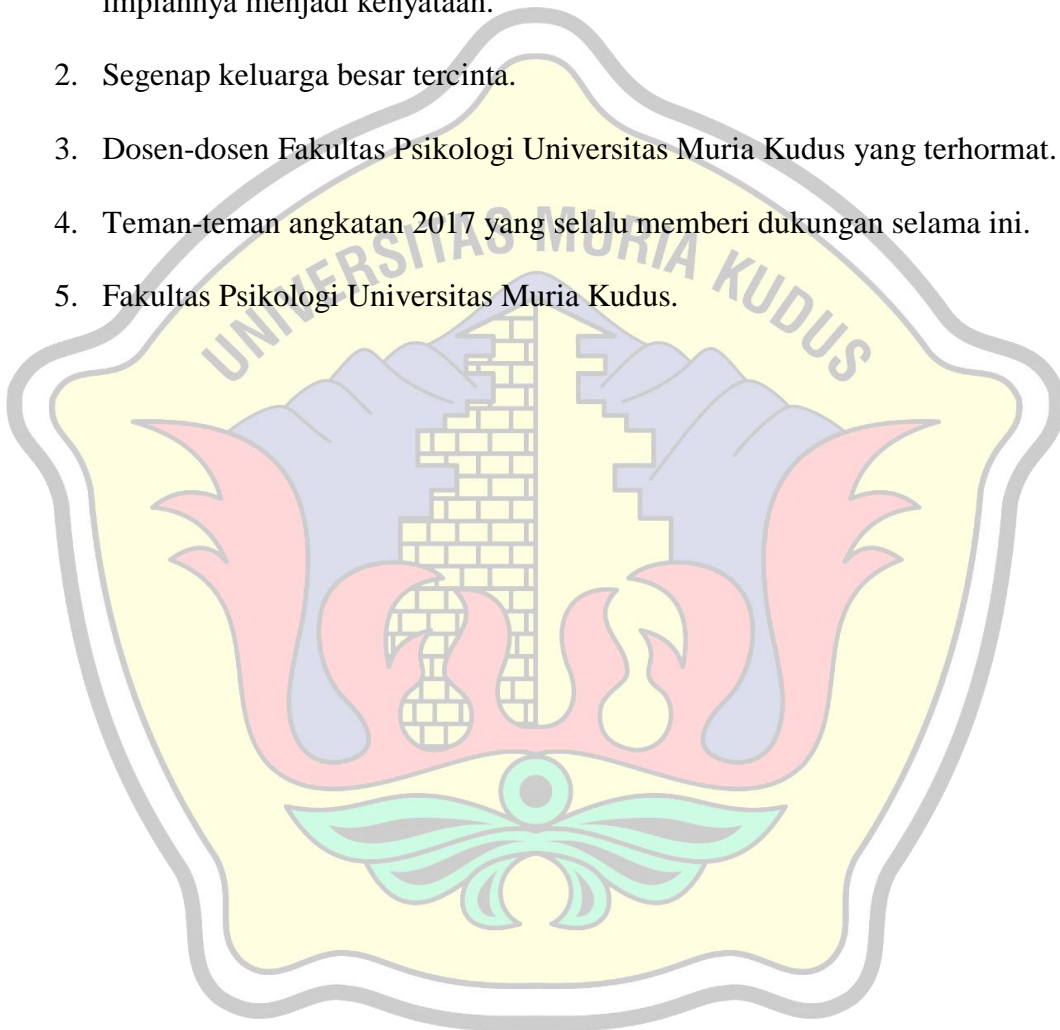 impiannya menjadi kenyataan.
2. Segenap keluarga besar tercinta.
3. Dosen-dosen Fakultas Psikologi Universitas Muria Kudus yang terhormat.
4. Teman-teman angkatan 2017 yang selalu memberi dukungan selama ini.
5. Fakultas Psikologi Universitas Muria Kudus.
UNIVERSITAS MURIA KUDUS